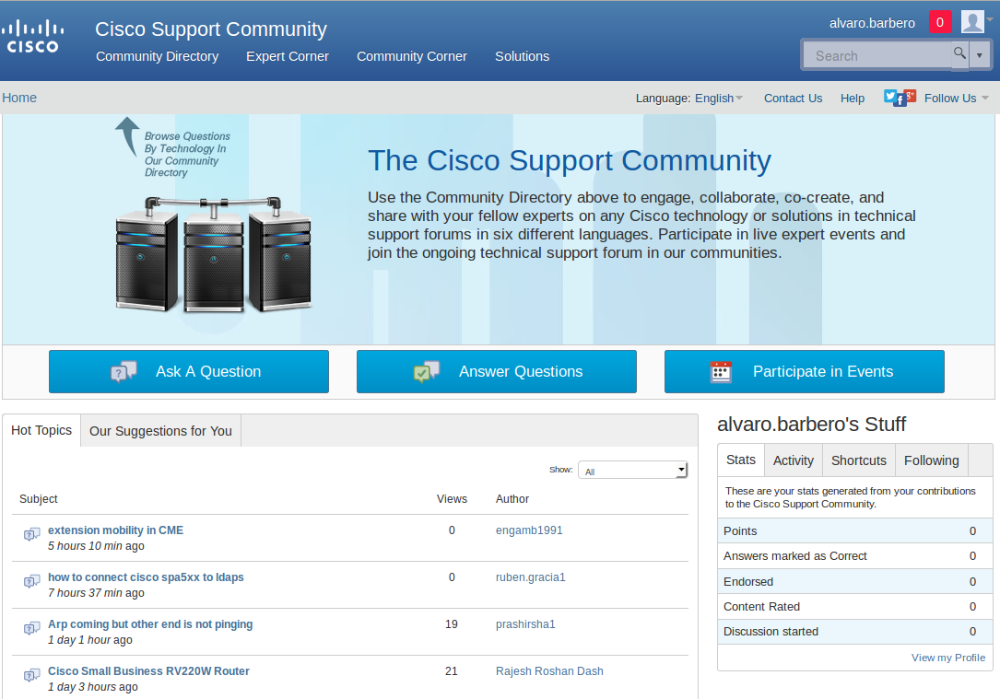 CISCO
Cisco Support Community
alvaro.barbero 0
Community Directory Expert Corner Community Corner Solutions
Search
Home
Language: English Contact Us Help Follow Us
Browse Questions
By Technology In
Our Community
Directory
The Cisco Support Community
Use the Community Directory above to engage, collaborate, co-create, and
share with your fellow experts on any Cisco technology or solutions in technical
support forums in six different languages. Participate in live expert events and
join the ongoing technical support forum in our communities.
Ask A Question Answer Questions Participate in Events
Hot Topics Our Suggestions for You
Show: All
Subject Views Author
extension mobility in CME 0 engamb1991
5 hours 10 min ago
how to connect cisco spa5xx to ldaps 0 ruben.gracia1
7 hours 37 min ago
Arp coming but other end is not pinging 19 prashirsha1
1 day 1 hour ago
Cisco Small Business RV220W Router 21 Rajesh Roshan Dash
1 day 3 hours ago
alvaro.barbero's Stuff
Stats Activity Shortcuts Following
These are your stats generated from your contributions
to the Cisco Support Community.
Points 0
Answers marked as Correct 0
Endorsed 0
Content Rated 0
Discussion started 0
View my Profile